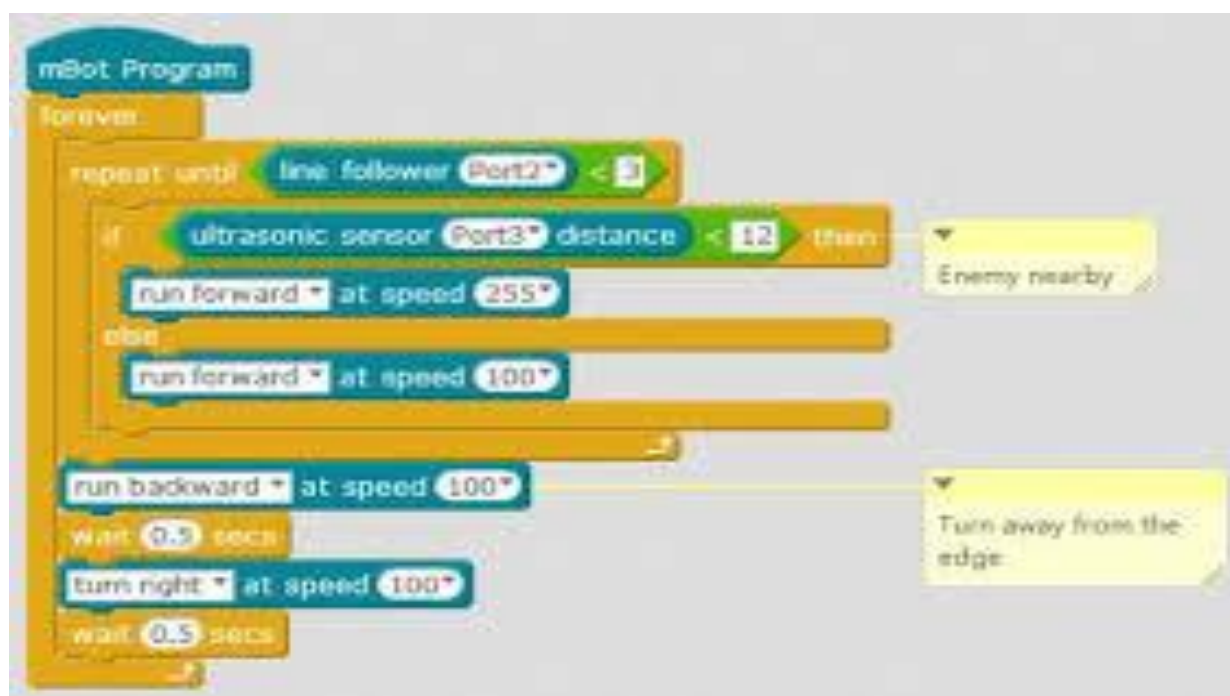 mBot Program
forever
repeat until line follower Port2 < 3
if ultrasonic sensor Port3 distance < 12 then
Enemy nearby
run forward at speed 255
else
run forward at speed 100
run backward at speed 100
Turn away from the
edge
wait 0.5 secs
turn right at speed 100
wait 0.5 secs